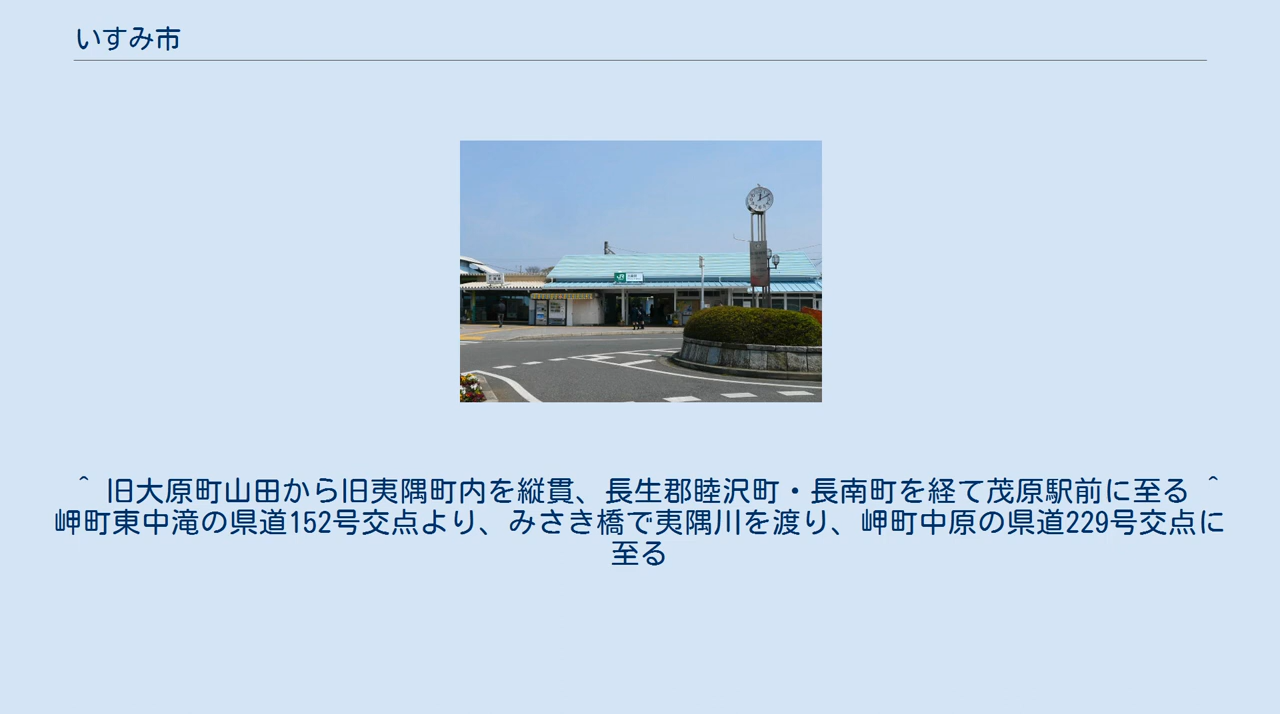 いすみ市
JR
^ 旧大原町山田から旧夷隅町内を縦貫、長生郡睦沢町・長南町を経て茂原駅前に至る ^
岬町東中滝の県道152号交点より、みさき橋で夷隅川を渡り、岬町中原の県道229号交点に
至る